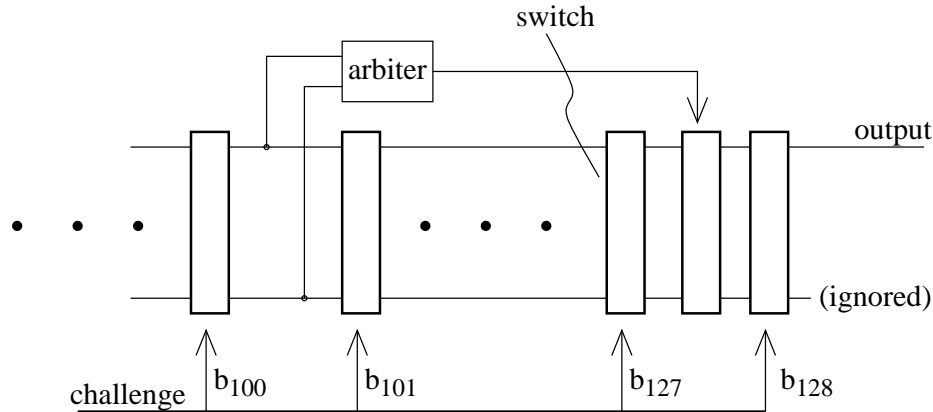 switch
arbiter
output
(ignored)
challenge
b100
b101
b127
b128